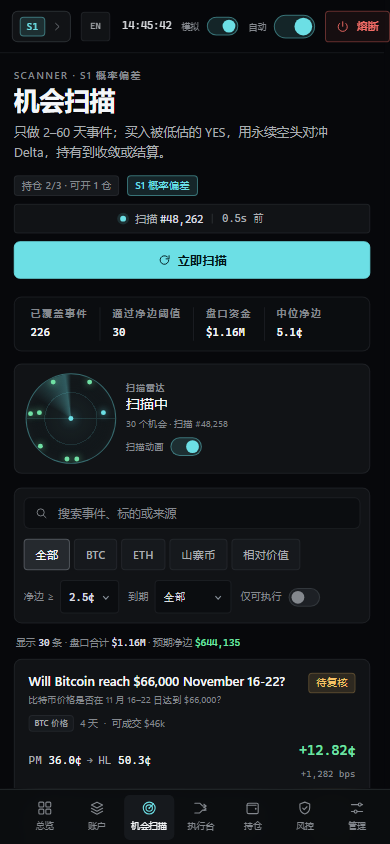 S1 EN 14:45:42 模拟 自动 熔断
SCANNER · S1 概率偏差
机会扫描
只做 2–60 天事件；买入被低估的 YES，用永续空头对冲
Delta，持有到收敛或结算。
持仓 2/3 · 可开 1 仓 S1 概率偏差
扫描 #48,262 0.5s 前
立即扫描
已覆盖事件 通过净边阈值 盘口资金 中位净边
226 30 $1.16M 5.1¢
扫描雷达
扫描中
30 个机会 · 扫描 #48,258
扫描动画
搜索事件、标的或来源
全部 BTC ETH 山寨币 相对价值
净边 ≥ 2.5¢ 到期 全部 仅可执行
显示 30 条 · 盘口合计 $1.16M · 预期净边 $644,135
Will Bitcoin reach $66,000 November 16-22? 待复核
比特币价格是否在 11 月 16–22 日达到 $66,000？
BTC 价格 4 天 · 可成交 $46k
PM 36.0¢ → HL 50.3¢ +12.82¢
+1,282 bps
总览 账户 机会扫描 执行台 持仓 风控 管理